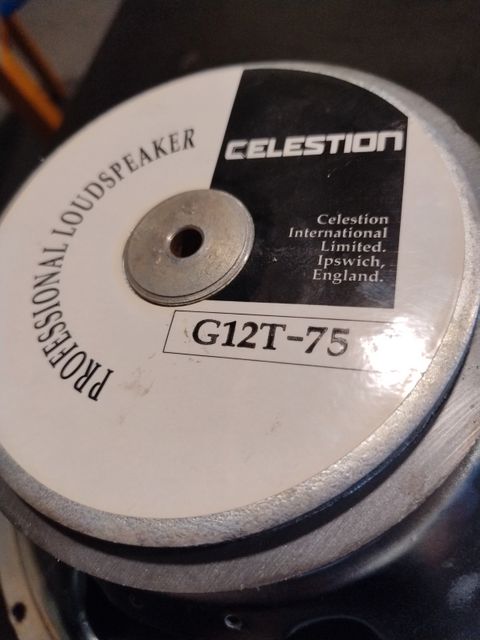 PROFESSIONAL LOUDSPEAKER
CELESTION
Celestion
International
Limited.
Ipswich,
England.
G12T-75